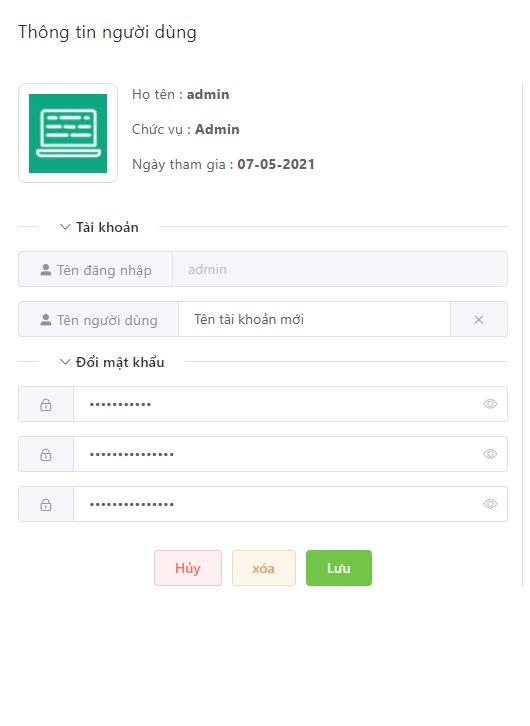 Thông tin người dùng
Họ tên : admin
Chức vụ : Admin
Ngày tham gia : 07-05-2021
Tài khoản
Tên đăng nhập admin
Tên người dùng Tên tài khoản mới
Đổi mật khẩu
•••••••••••
•••••••••••••••
•••••••••••••••
Hủy xóa Lưu